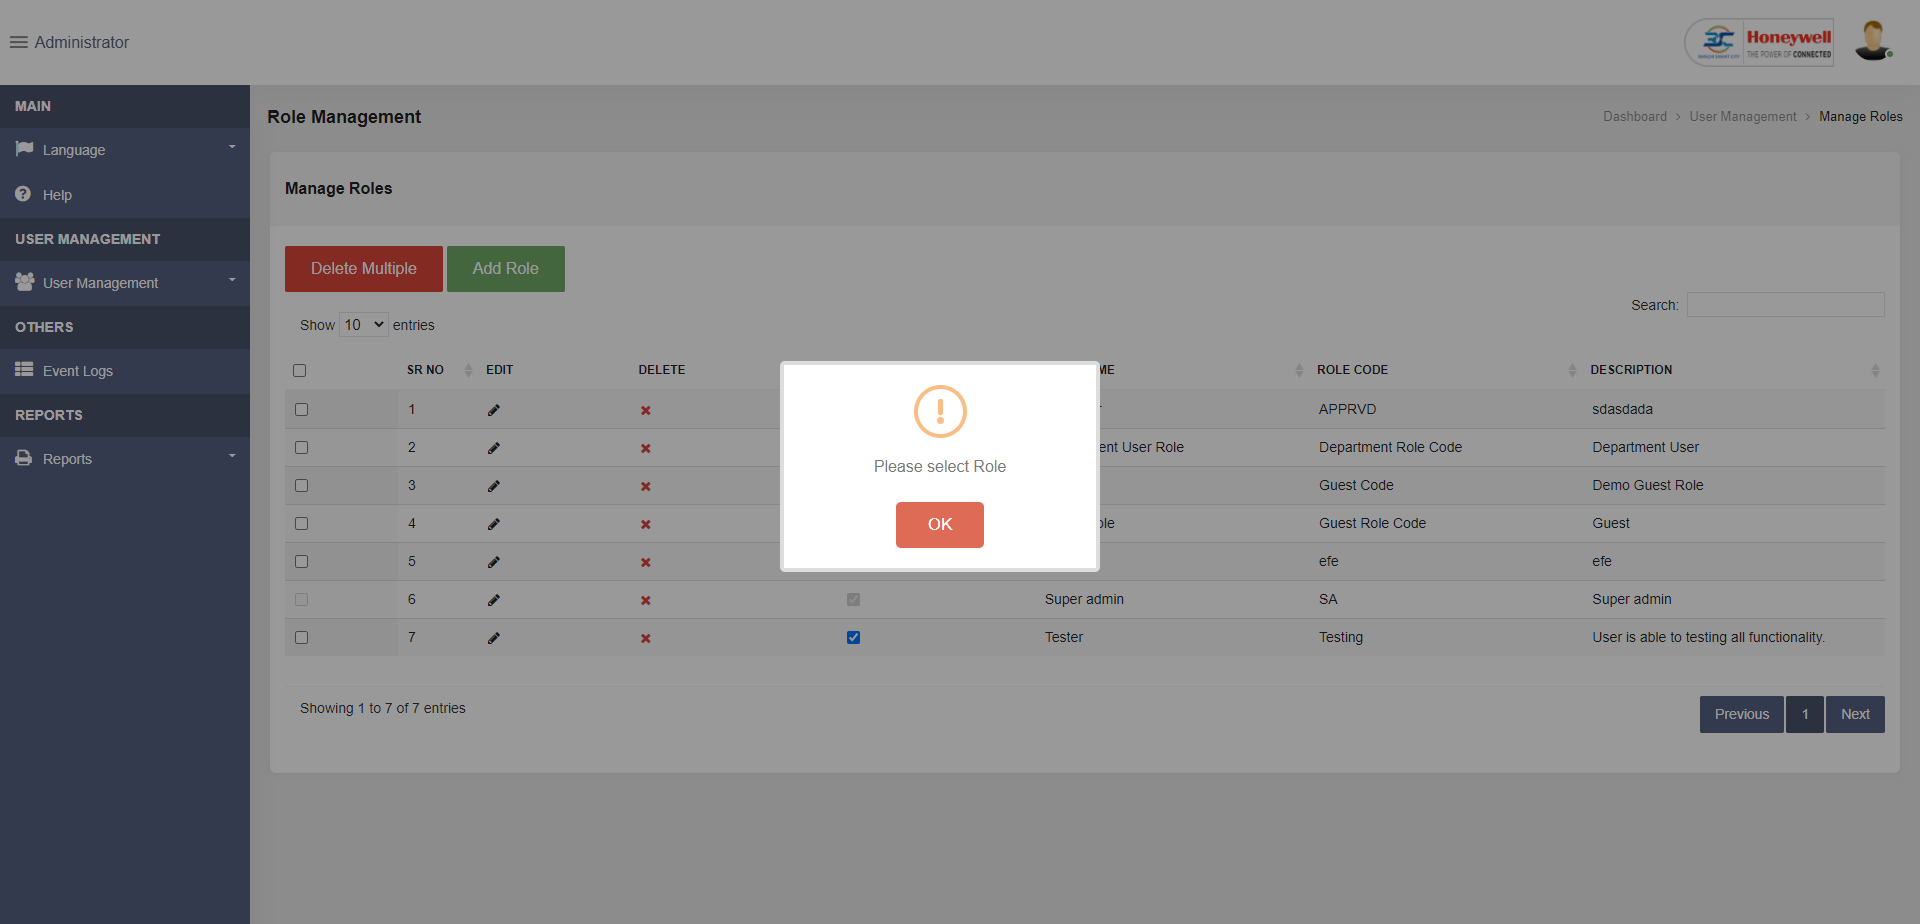 Administrator
Honeywell
THE POWER OF CONNECTED
MAIN
Language
Help
USER MANAGEMENT
User Management
OTHERS
Event Logs
REPORTS
Reports
Role Management
Dashboard > User Management > Manage Roles
Manage Roles
Delete Multiple
Add Role
Search:
Show 10 entries
SR NO EDIT DELETE ME ROLE CODE DESCRIPTION
1 r APPRVD sdasdada
2 ent User Role Department Role Code Department User
3 Guest Code Demo Guest Role
4 ole Guest Role Code Guest
5 efe efe
6 Super admin SA Super admin
7 Tester Testing User is able to testing all functionality.
Please select Role
OK
Showing 1 to 7 of 7 entries
Previous 1 Next